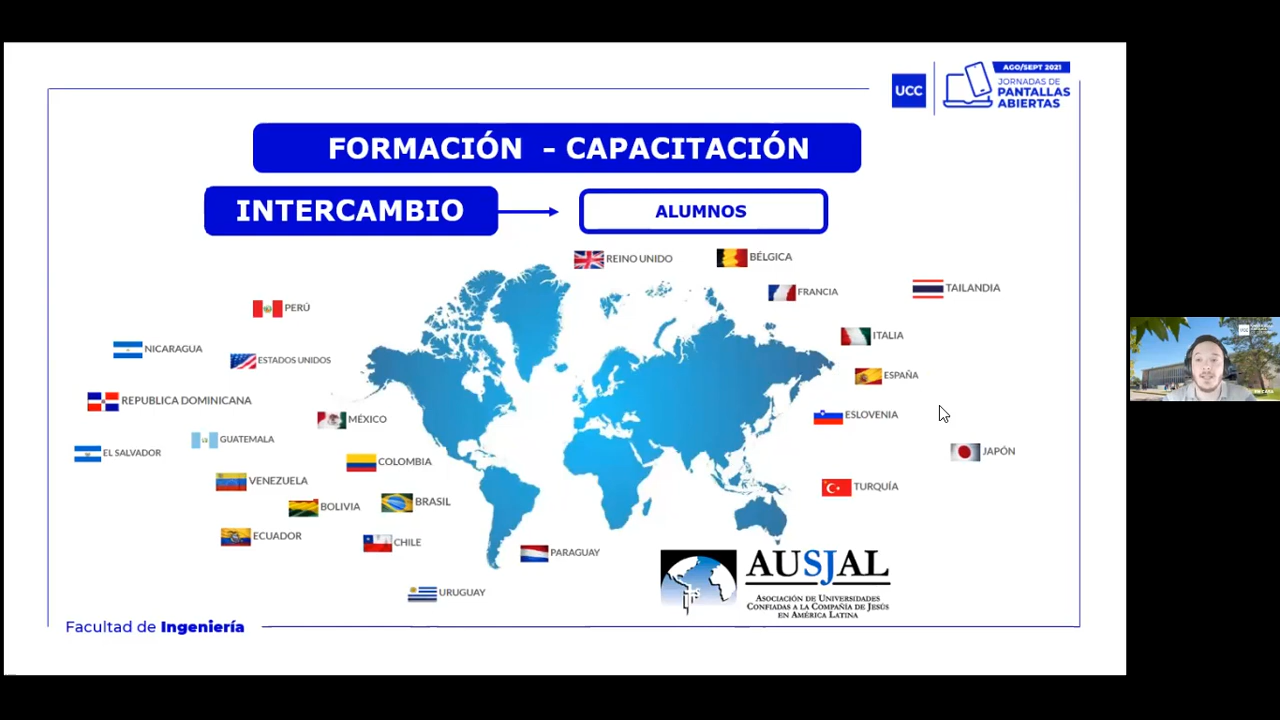 UCC
AGO/SEPT 2021
JORNADAS DE
PANTALLAS
ABIERTAS
FORMACIÓN - CAPACITACIÓN
INTERCAMBIO
ALUMNOS
REINO UNIDO
BÉLGICA
FRANCIA
TAILANDIA
PERÚ
ITALIA
NICARAGUA
ESTADOS UNIDOS
ESPAÑA
REPUBLICA DOMINICANA
MÉXICO
ESLOVENIA
GUATEMALA
EL SALVADOR
COLOMBIA
JAPÓN
VENEZUELA
TURQUÍA
BOLIVIA
BRASIL
ECUADOR
CHILE
PARAGUAY
URUGUAY
AUSJAL
ASOCIACIÓN DE UNIVERSIDADES
CONFIADAS A LA COMPAÑÍA DE JESÚS
EN AMÉRICA LATINA
Facultad de Ingeniería
UCC